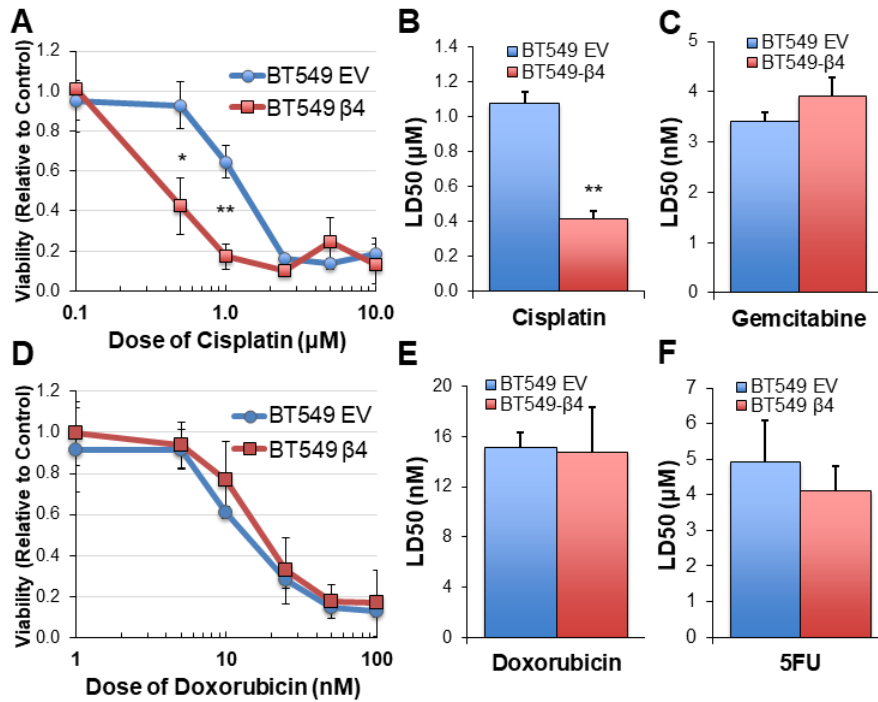 A
Viability (Relative to Control)
1.2
1.0
0.8
0.6
0.4
0.2
0.0
BT549 EV
BT549 β4
*
**
0.1
1.0
10.0
Dose of Cisplatin (µM)
B
LD50 (µM)
1.4
1.2
1.0
0.8
0.6
0.4
0.2
0.0
BT549 EV
BT549-β4
**
Cisplatin
C
LD50 (nM)
5
4
3
2
1
0
BT549 EV
BT549-β4
Gemcitabine
D
Viability (Relative to Control)
1.2
1.0
0.8
0.6
0.4
0.2
0.0
BT549 EV
BT549 β4
1
10
100
Dose of Doxorubicin (nM)
E
LD50 (nM)
20
16
12
8
4
0
BT549 EV
BT549-β4
Doxorubicin
F
LD50 (µM)
7
6
5
4
3
2
1
0
BT549 EV
BT549 β4
5FU